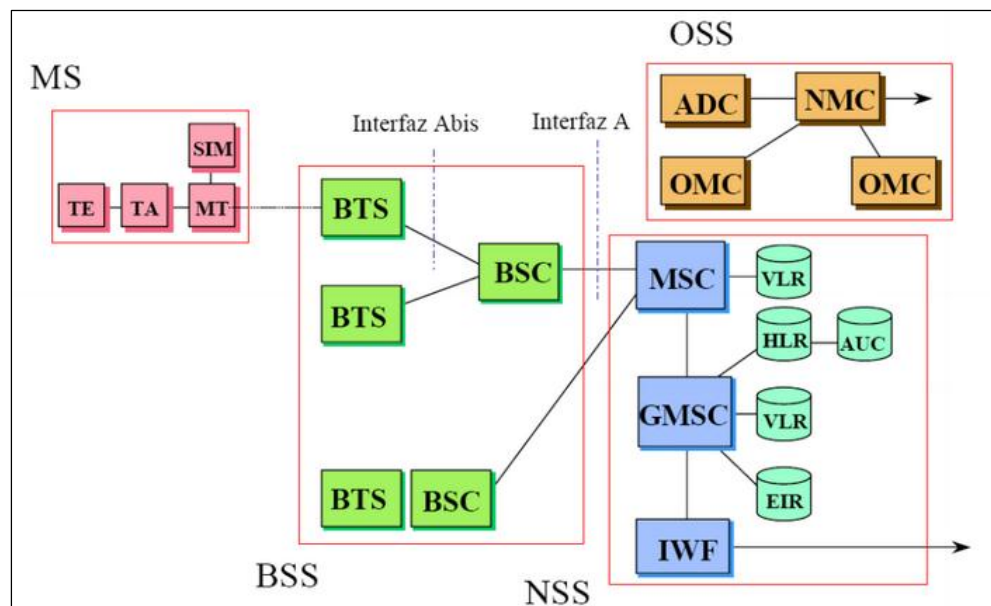 OSS
MS
ADC
NMC
Interfaz Abis
Interfaz A
SIM
OMC
OMC
TE
TA
MT
BTS
BSC
MSC
VLR
BTS
HLR
AUC
GMSC
VLR
BTS
BSC
EIR
IWF
BSS
NSS